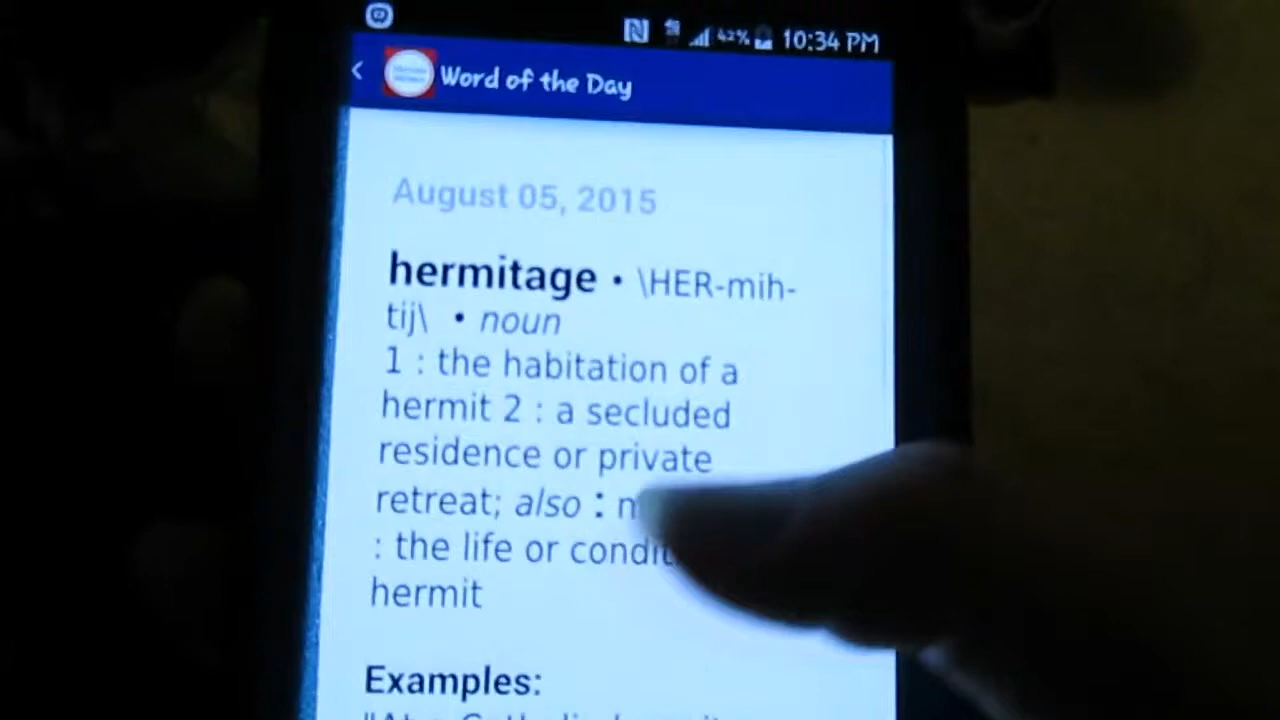 42% 10:34 PM
Word of the Day
August 05, 2015
hermitage • \HER-mih-
tij\ • noun
1 : the habitation of a
hermit 2 : a secluded
residence or private
retreat; also :
: the life or
hermit
Examples: